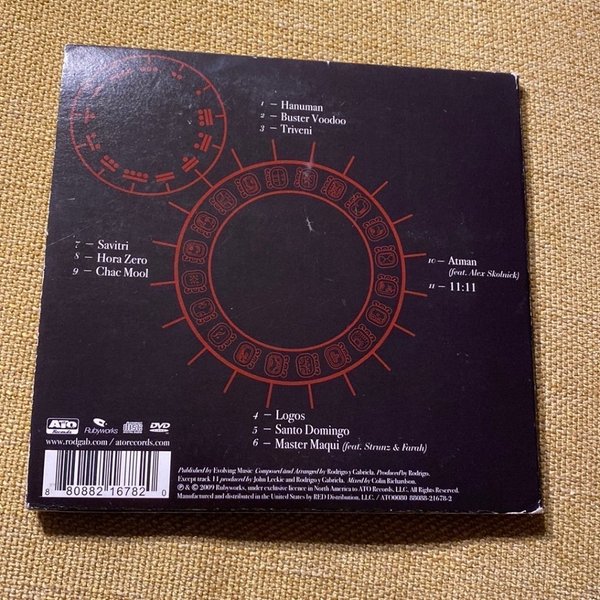 1 – Hanuman
2 – Buster Voodoo
3 – Triveni
7 – Savitri
8 – Hora Zero
9 – Chac Mool
10 – Atman
(feat. Alex Skolnick)
11 – 11:11
4 – Logos
5 – Santo Domingo
6 – Master Maqui (feat. Strunz & Farah)
ATO
Records
Rubyworks
DVD
www.rodgab.com / atorecords.com
8 80882 16782 0
Published by Evolving Music. Composed and Arranged by Rodrigo y Gabriela. Produced by Rodrigo.
Except track 11 produced by John Leckie and Rodrigo y Gabriela. Mixed by Colin Richardson.
℗ & © 2009 Rubyworks, under exclusive licence in North America to ATO Records, LLC. All Rights Reserved.
Manufactured and distributed in the United States by RED Distribution, LLC. / ATO0080 88088-21678-2